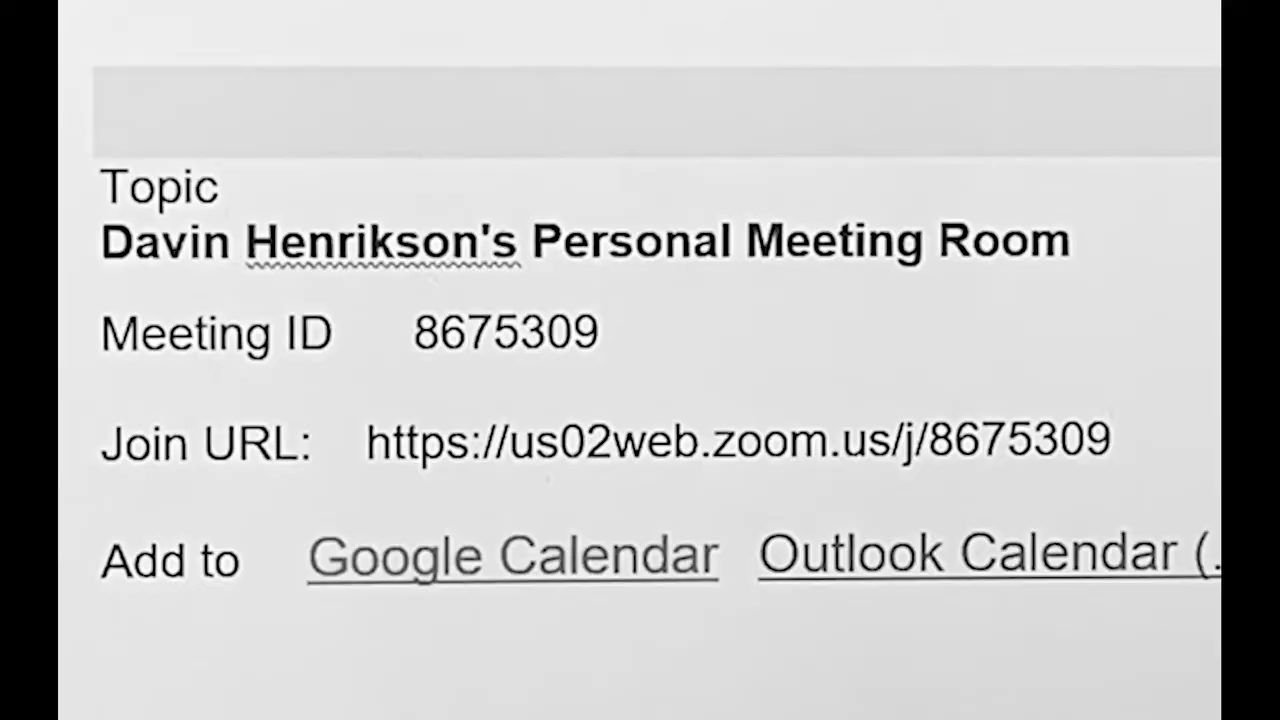 Topic
Davin Henrikson's Personal Meeting Room
Meeting ID 8675309
Join URL: https://us02web.zoom.us/j/8675309
Add to Google Calendar Outlook Calendar (.